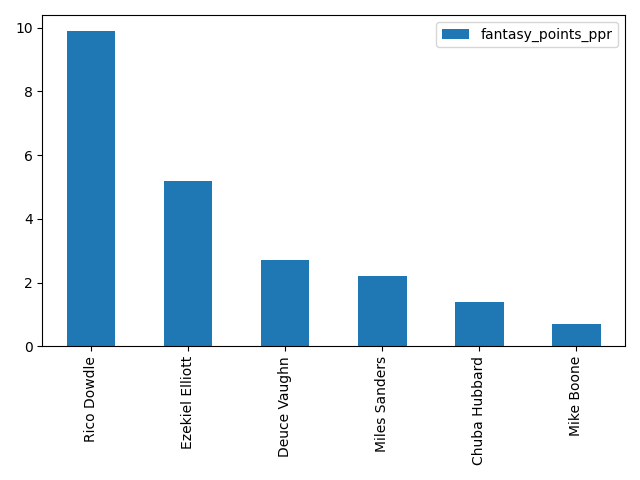 fantasy_points_ppr
10
8
6
4
2
0
Rico Dowdle
Ezekiel Elliott
Deuce Vaughn
Miles Sanders
Chuba Hubbard
Mike Boone